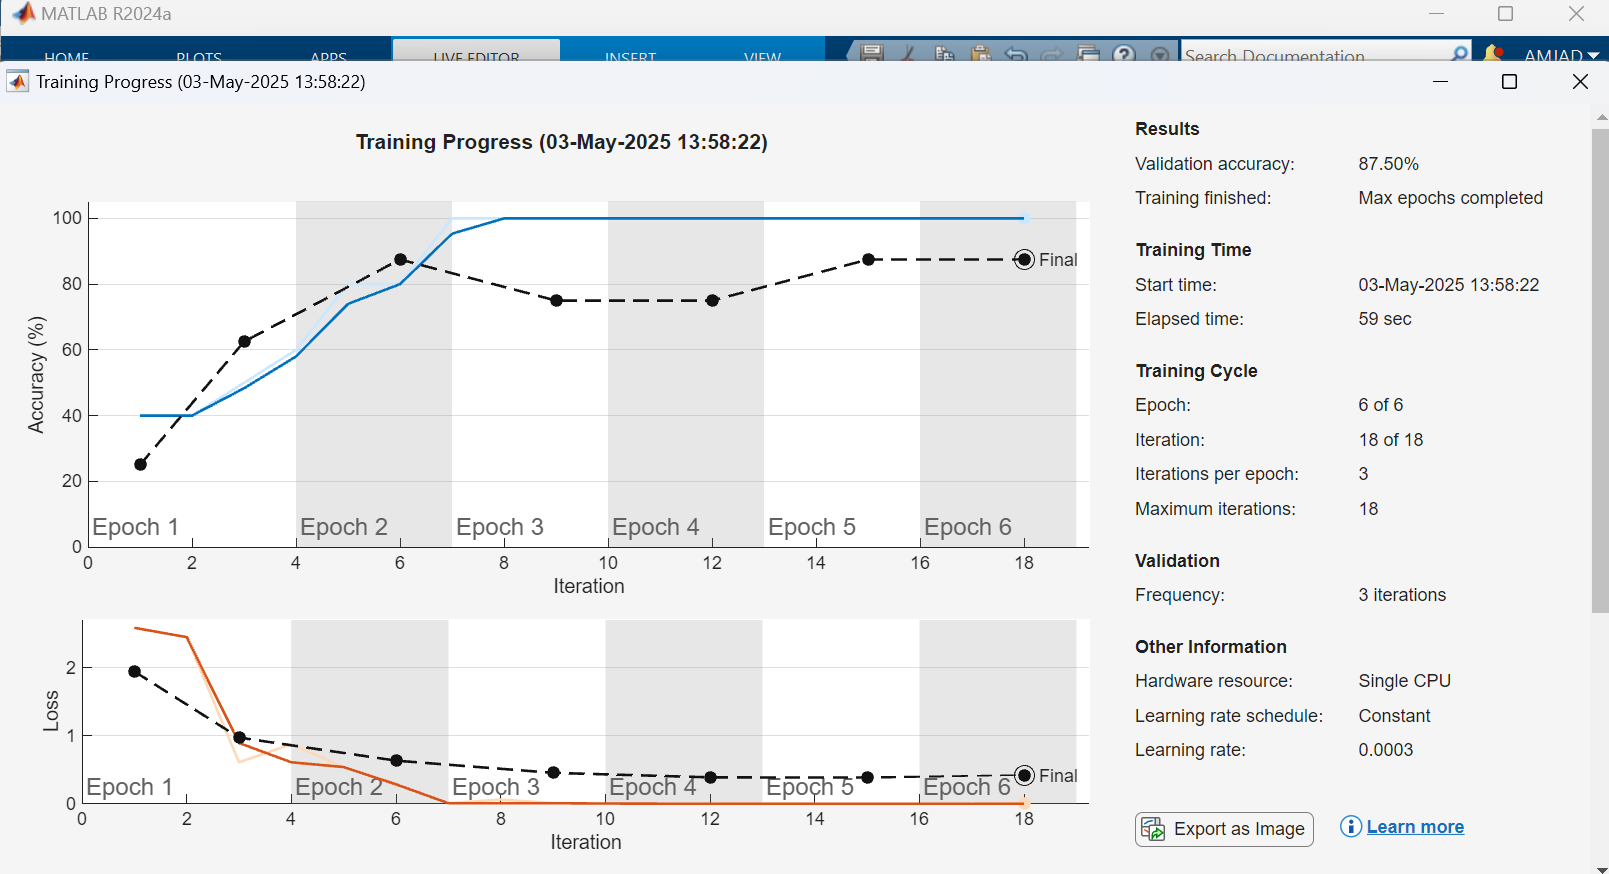 MATLAB R2024a
HOME PLOTS APPS LIVE EDITOR INSERT VIEW Search Documentation AMJAD
Training Progress (03-May-2025 13:58:22)
Training Progress (03-May-2025 13:58:22)
Accuracy (%)
100
80
60
40
20
0
Final
Epoch 1 Epoch 2 Epoch 3 Epoch 4 Epoch 5 Epoch 6
0 2 4 6 8 10 12 14 16 18
Iteration
Loss
2
1
0
Final
Epoch 1 Epoch 2 Epoch 3 Epoch 4 Epoch 5 Epoch 6
0 2 4 6 8 10 12 14 16 18
Iteration
Results
Validation accuracy: 87.50%
Training finished: Max epochs completed
Training Time
Start time: 03-May-2025 13:58:22
Elapsed time: 59 sec
Training Cycle
Epoch: 6 of 6
Iteration: 18 of 18
Iterations per epoch: 3
Maximum iterations: 18
Validation
Frequency: 3 iterations
Other Information
Hardware resource: Single CPU
Learning rate schedule: Constant
Learning rate: 0.0003
Export as Image Learn more